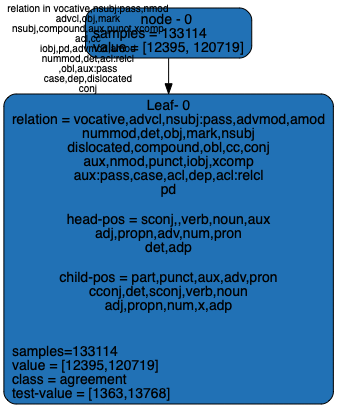 relation in vocative,nsubj:pass,nmod
advcl,obj,mark
nsubj,compound,aux,punct,xcomp
acl,cc
iobj,pd,advmod,amod
nummod,det,acl:relcl
,obl,aux:pass
case,dep,dislocated
conj
node - 0
samples = 133114
value = [12395, 120719]
Leaf- 0
relation = vocative,advcl,nsubj:pass,advmod,amod
nummod,det,obj,mark,nsubj
dislocated,compound,obl,cc,conj
aux,nmod,punct,iobj,xcomp
aux:pass,case,acl,dep,acl:relcl
pd
head-pos = sconj,,verb,noun,aux
adj,propn,adv,num,pron
det,adp
child-pos = part,punct,aux,adv,pron
cconj,det,sconj,verb,noun
adj,propn,num,x,adp
samples=133114
value = [12395,120719]
class = agreement
test-value = [1363,13768]